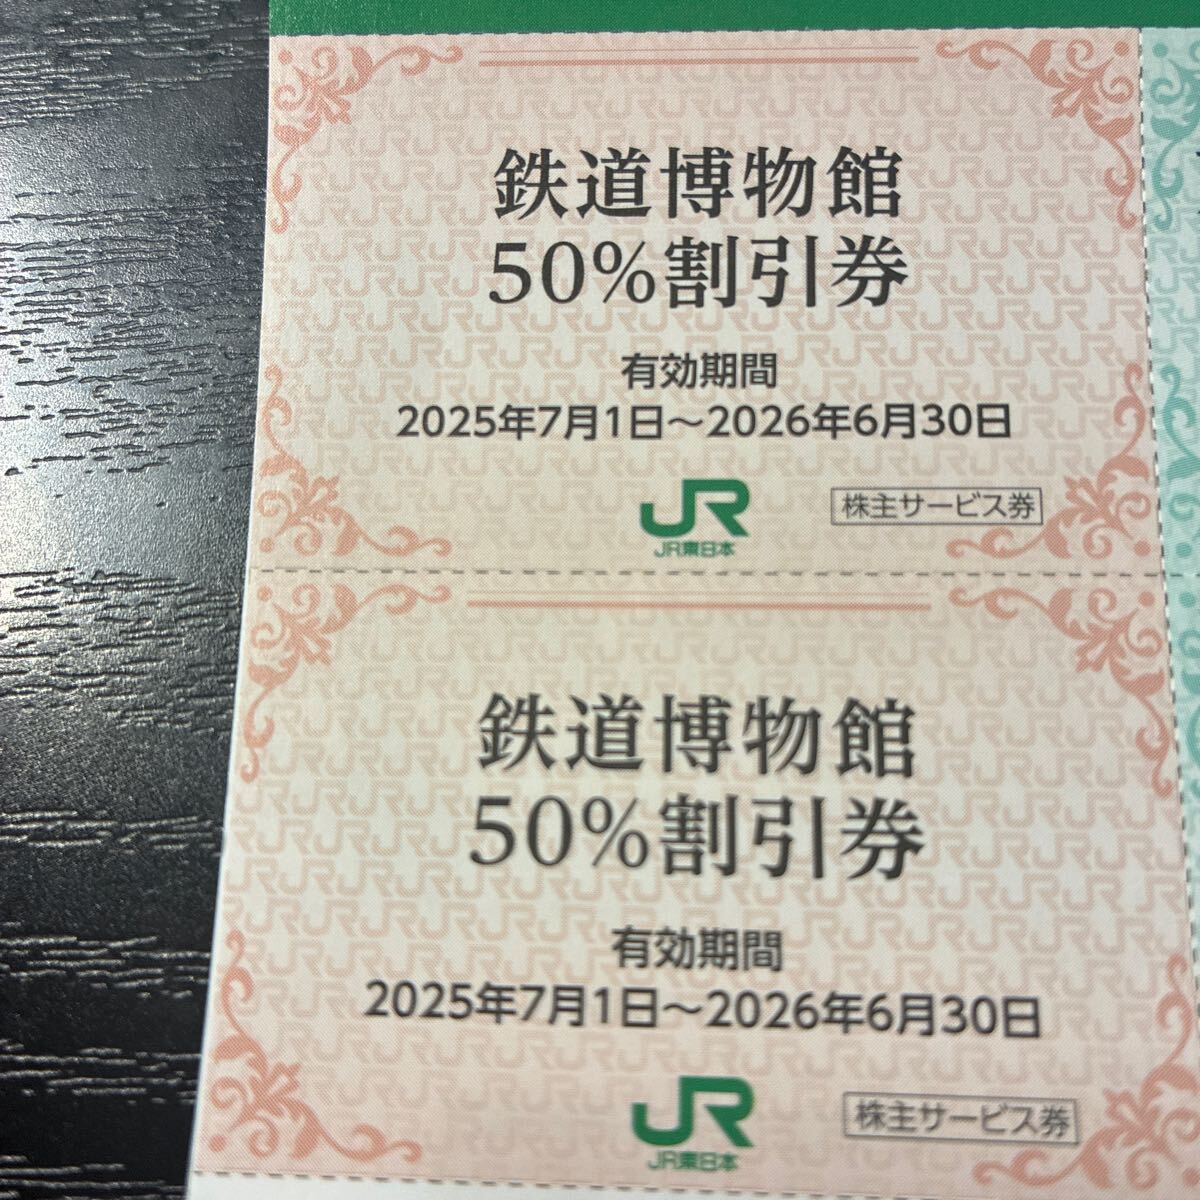 鉄道博物館
50%割引券
有効期間
2025年7月1日～2026年6月30日
JR
JR東日本
株主サービス券
鉄道博物館
50%割引券
有効期間
2025年7月1日～2026年6月30日
JR
JR東日本
株主サービス券